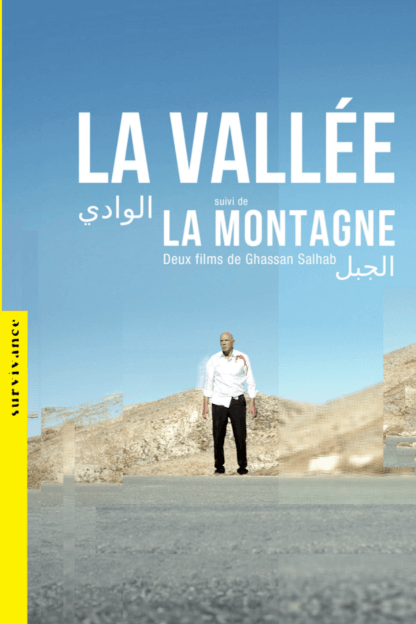 LA VALLÉE
الوادي
suivi de
LA MONTAGNE
Deux films de Ghassan Salhab
الجبل
survivance